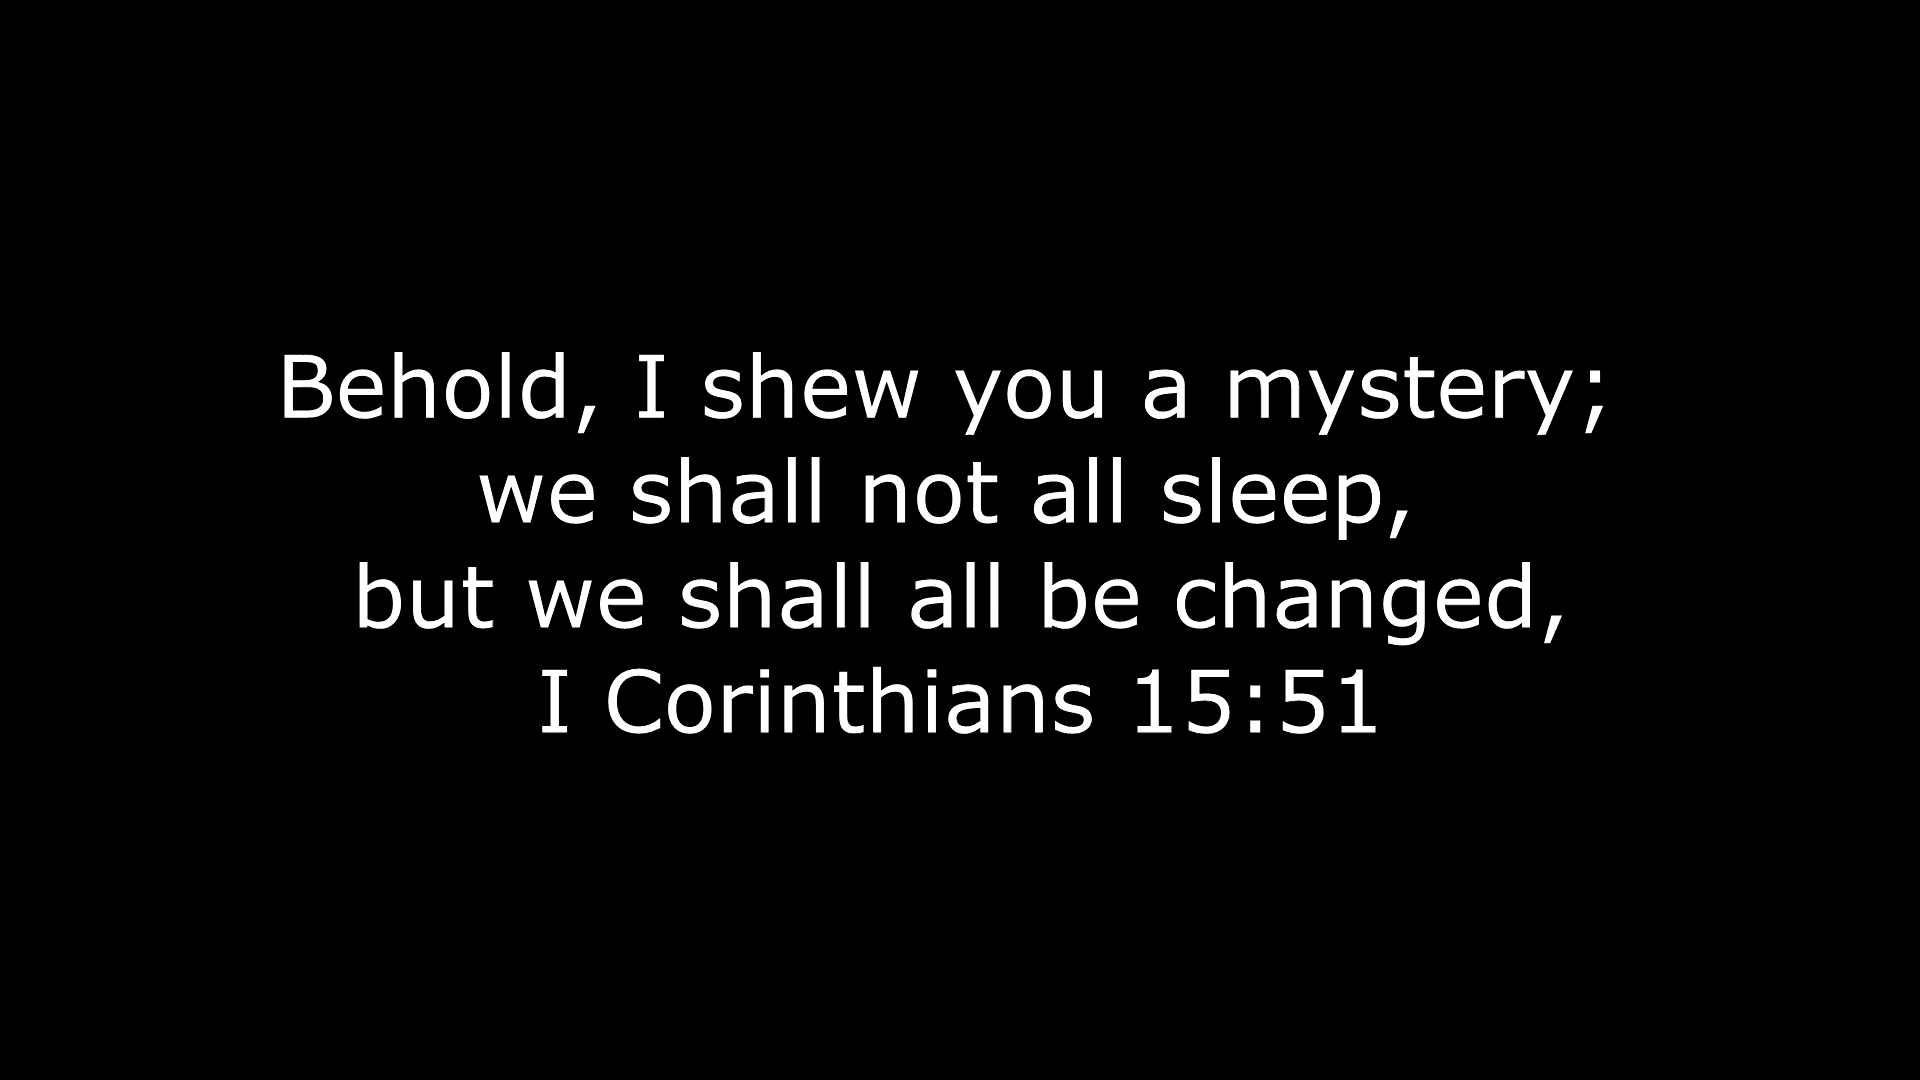 Behold, I shew you a mystery;
we shall not all sleep,
but we shall all be changed,
I Corinthians 15:51